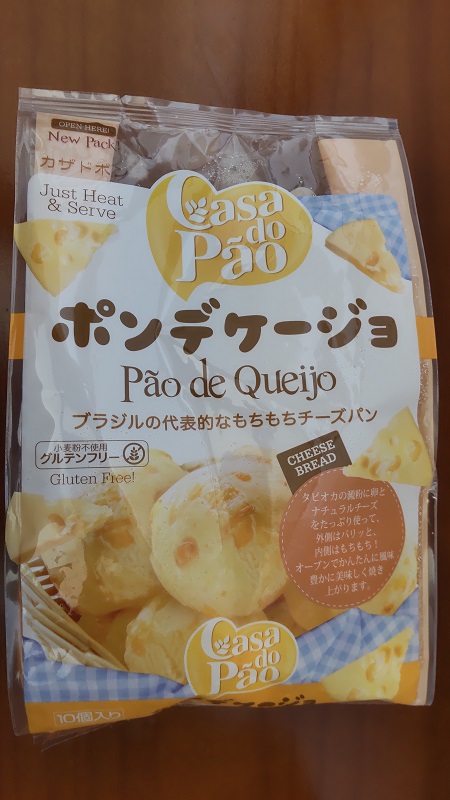 OPEN HERE!
New Pack
カザドポ
Just Heat
& Serve
Casa
do
Pão
ポンデケージョ
Pão de Queijo
ブラジルの代表的なもちもちチーズパン
小麦粉不使用
グルテンフリー
Gluten Free!
CHEESE
BREAD
タピオカの澱粉に卵と
ナチュラルチーズ
をたっぷり使って、
外側はパリッと、
内側はもちもち!
オーブンでかんたんに風味
豊かに美味しく焼き
上がります。
Casa
do
Pão
10個入り
ケージョ